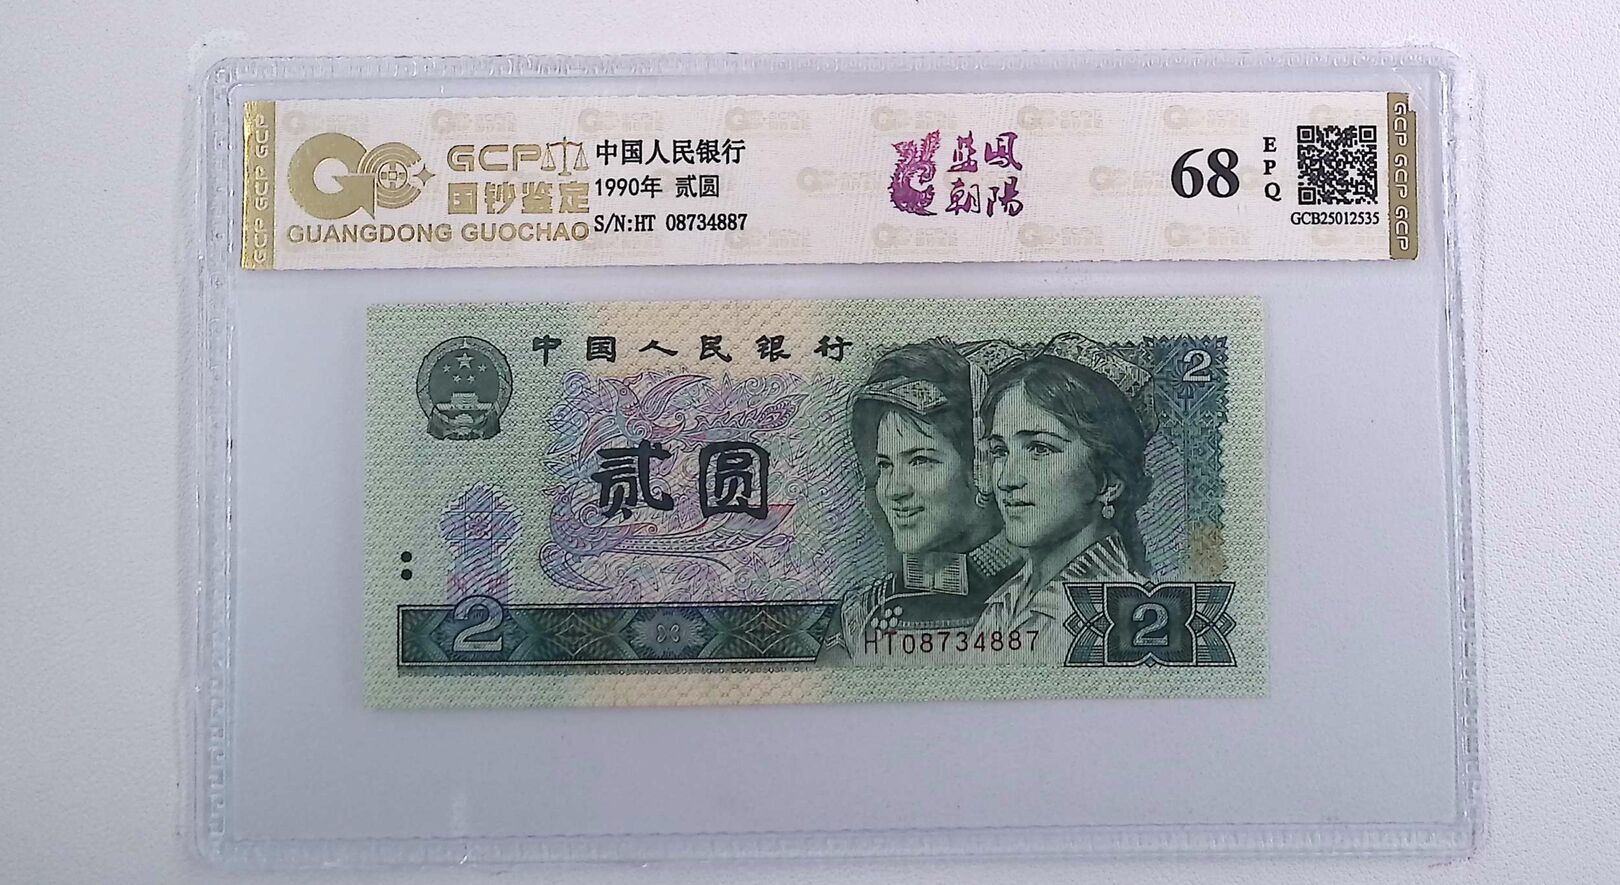 GCP
国钞鉴定
GUANGDONG GUOCHAO
中国人民银行
1990年 贰圆
S/N:HT 08734887
蓝凤
朝陽
68
EPQ
GCB25012535
GCP GCP GCP
GCP GCP GCP
中国人民银行
2
贰圆
2
HT08734887
2